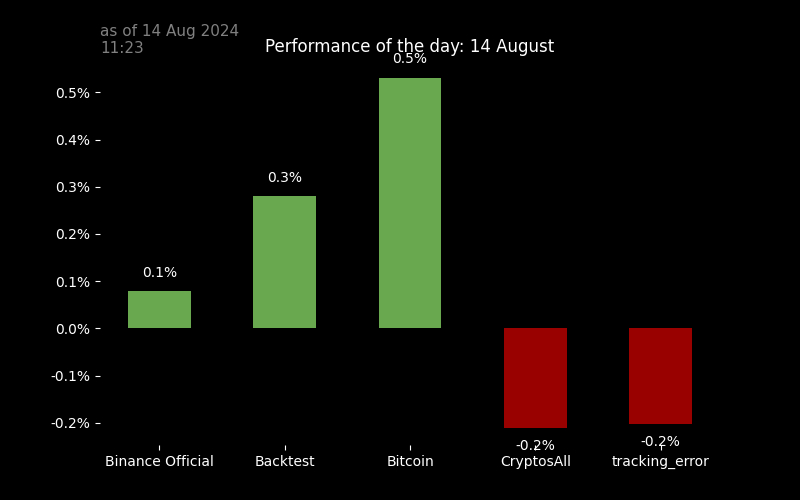 as of 14 Aug 2024
11:23
Performance of the day: 14 August
0.5%
0.5%
0.4%
0.3%
0.3%
0.2%
0.1%
0.1%
0.0%
-0.1%
-0.2%
-0.2%
-0.2%
Binance Official
Backtest
Bitcoin
CryptosAll
tracking_error